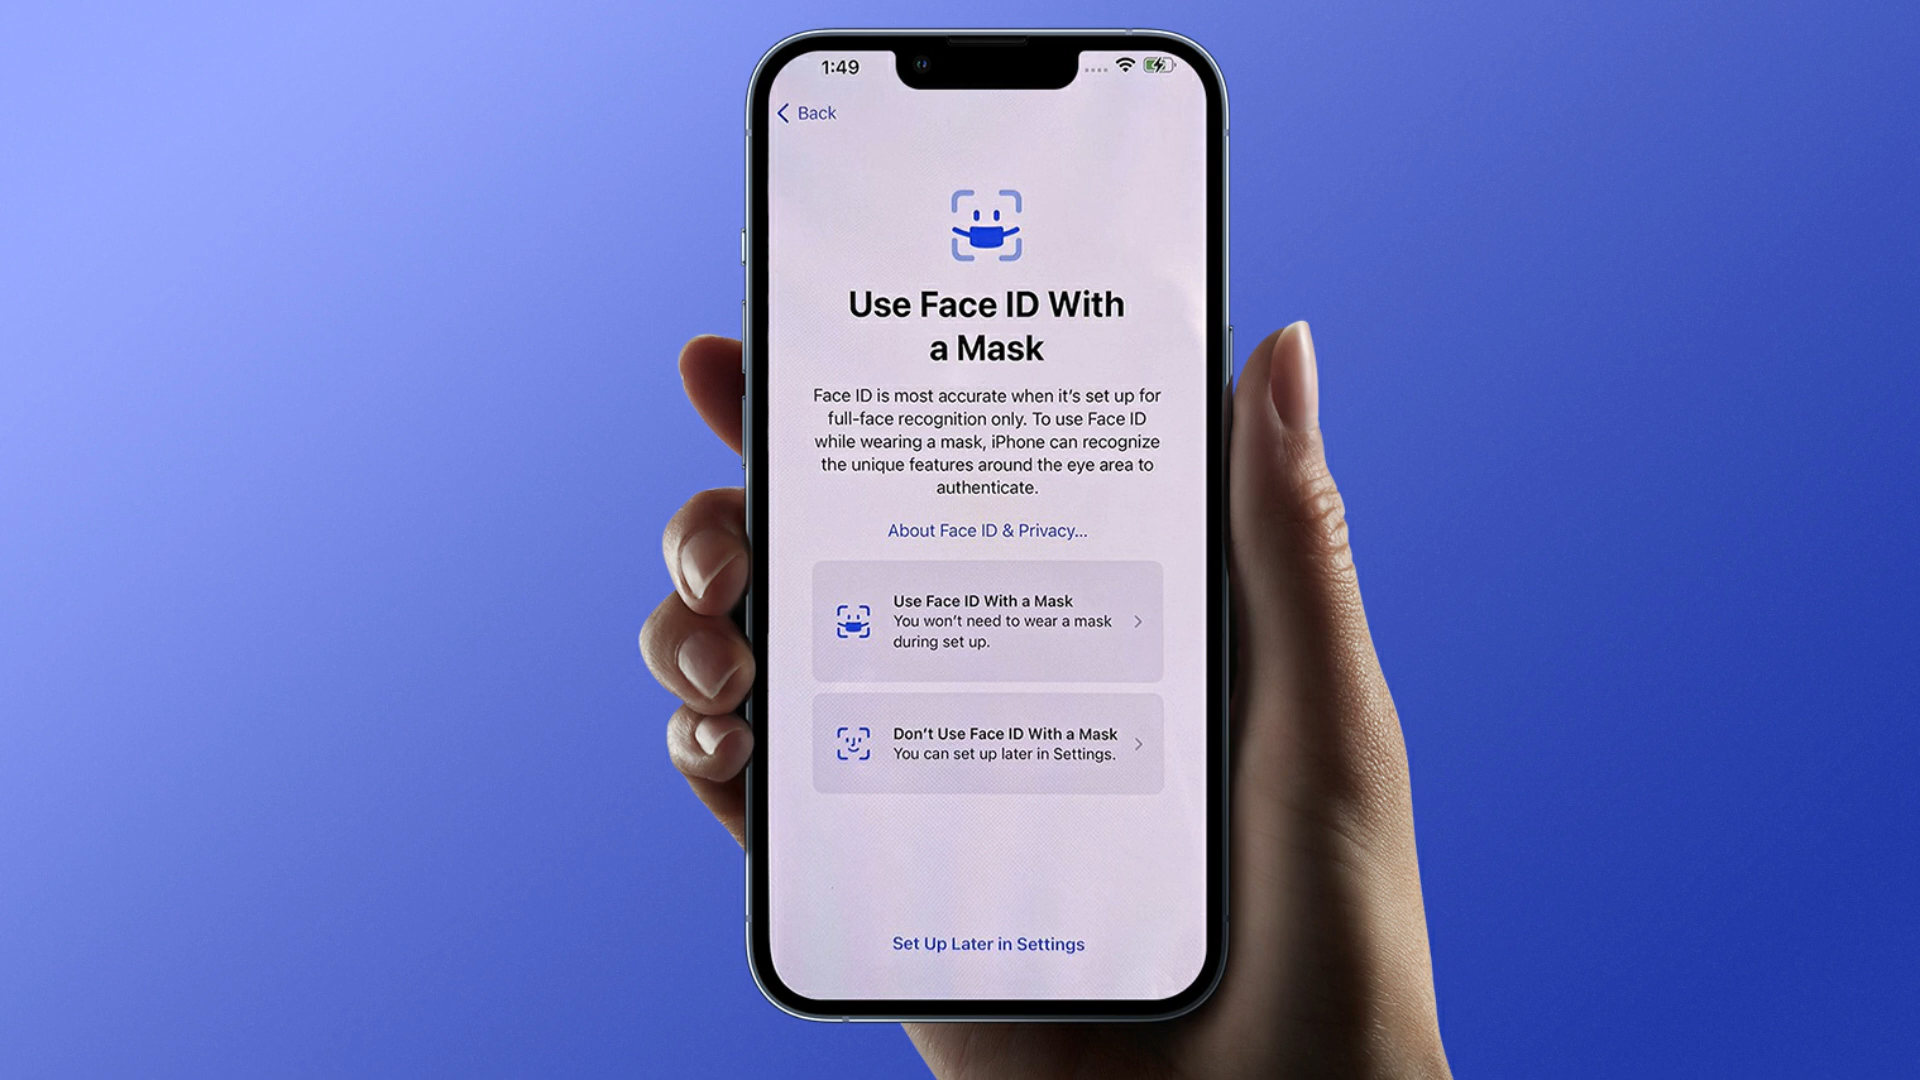 1:49
Back
Use Face ID With
a Mask
Face ID is most accurate when it’s set up for
full-face recognition only. To use Face ID
while wearing a mask, iPhone can recognize
the unique features around the eye area to
authenticate.
About Face ID & Privacy...
Use Face ID With a Mask
You won’t need to wear a mask
during set up.
Don’t Use Face ID With a Mask
You can set up later in Settings.
Set Up Later in Settings